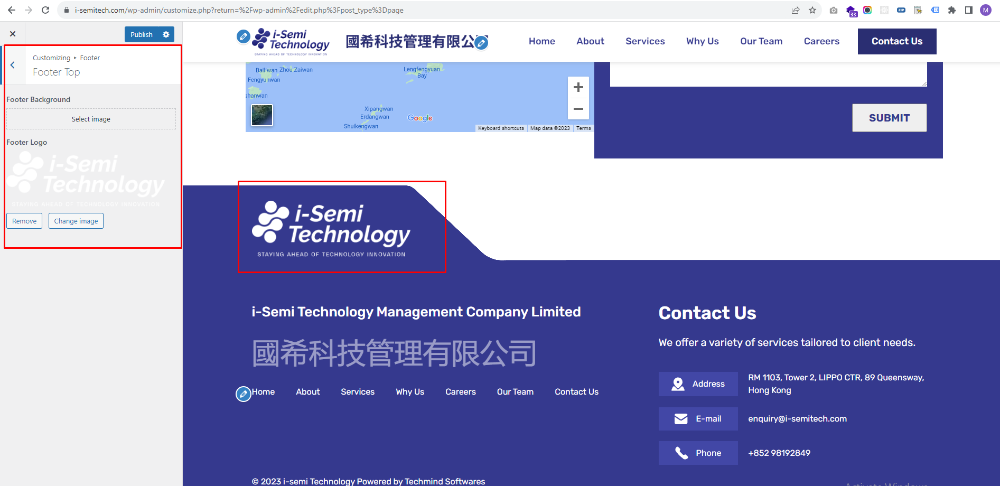 i-semitech.com/wp-admin/customize.php?return=%2Fwp-admin%2Fedit.php%3Fpost_type%3Dpage
33
ZIP
M
Publish
Customizing ▸ Footer
Footer Top
Footer Background
Select image
Footer Logo
i-Semi
Technology
STAYING AHEAD OF TECHNOLOGY INNOVATION
Remove
Change image
i-Semi
Technology
STAYING AHEAD OF TECHNOLOGY INNOVATION
國希科技管理有限公
Home
About
Services
Why Us
Our Team
Careers
Contact Us
Bailiwan
Zhou Zaiwan
Fengyunwan
shanwan
Lengfengyuan
Bay
Xipangwan
Erdangwan
Shuikengwan
Google
Keyboard shortcuts
Map data ©2023
Terms
SUBMIT
i-Semi
Technology
STAYING AHEAD OF TECHNOLOGY INNOVATION
i-Semi Technology Management Company Limited
國希科技管理有限公司
Home
About
Services
Why Us
Careers
Our Team
Contact Us
Contact Us
We offer a variety of services tailored to client needs.
Address
RM 1103, Tower 2, LIPPO CTR, 89 Queensway,
Hong Kong
E-mail
enquiry@i-semitech.com
Phone
+852 98192849
© 2023 i-semi Technology Powered by Techmind Softwares